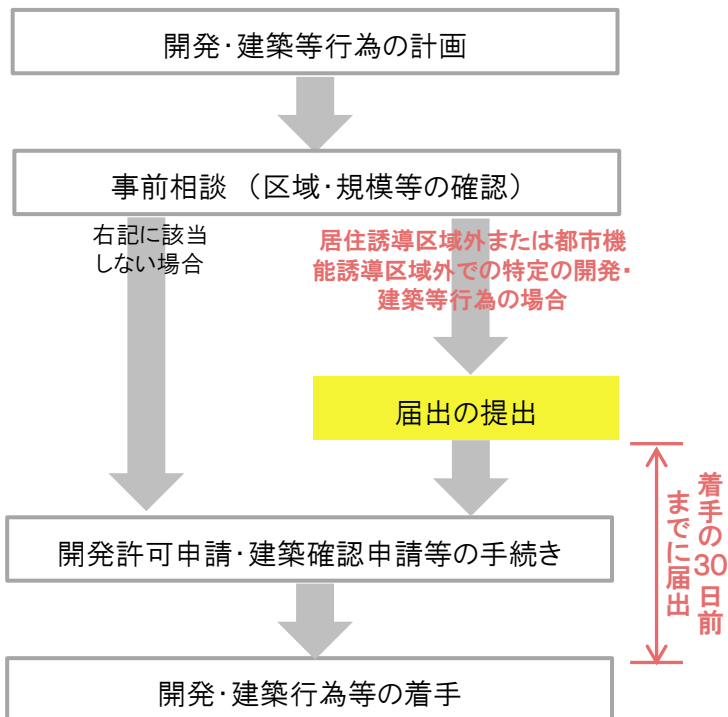 開発･建築等行為の計画
事前相談 （区域･規模等の確認）
右記に該当
しない場合
居住誘導区域外または都市機
能誘導区域外での特定の開発･
建築等行為の場合
届出の提出
着手の30日前
までに届出
開発許可申請･建築確認申請等の手続き
開発･建築行為等の着手